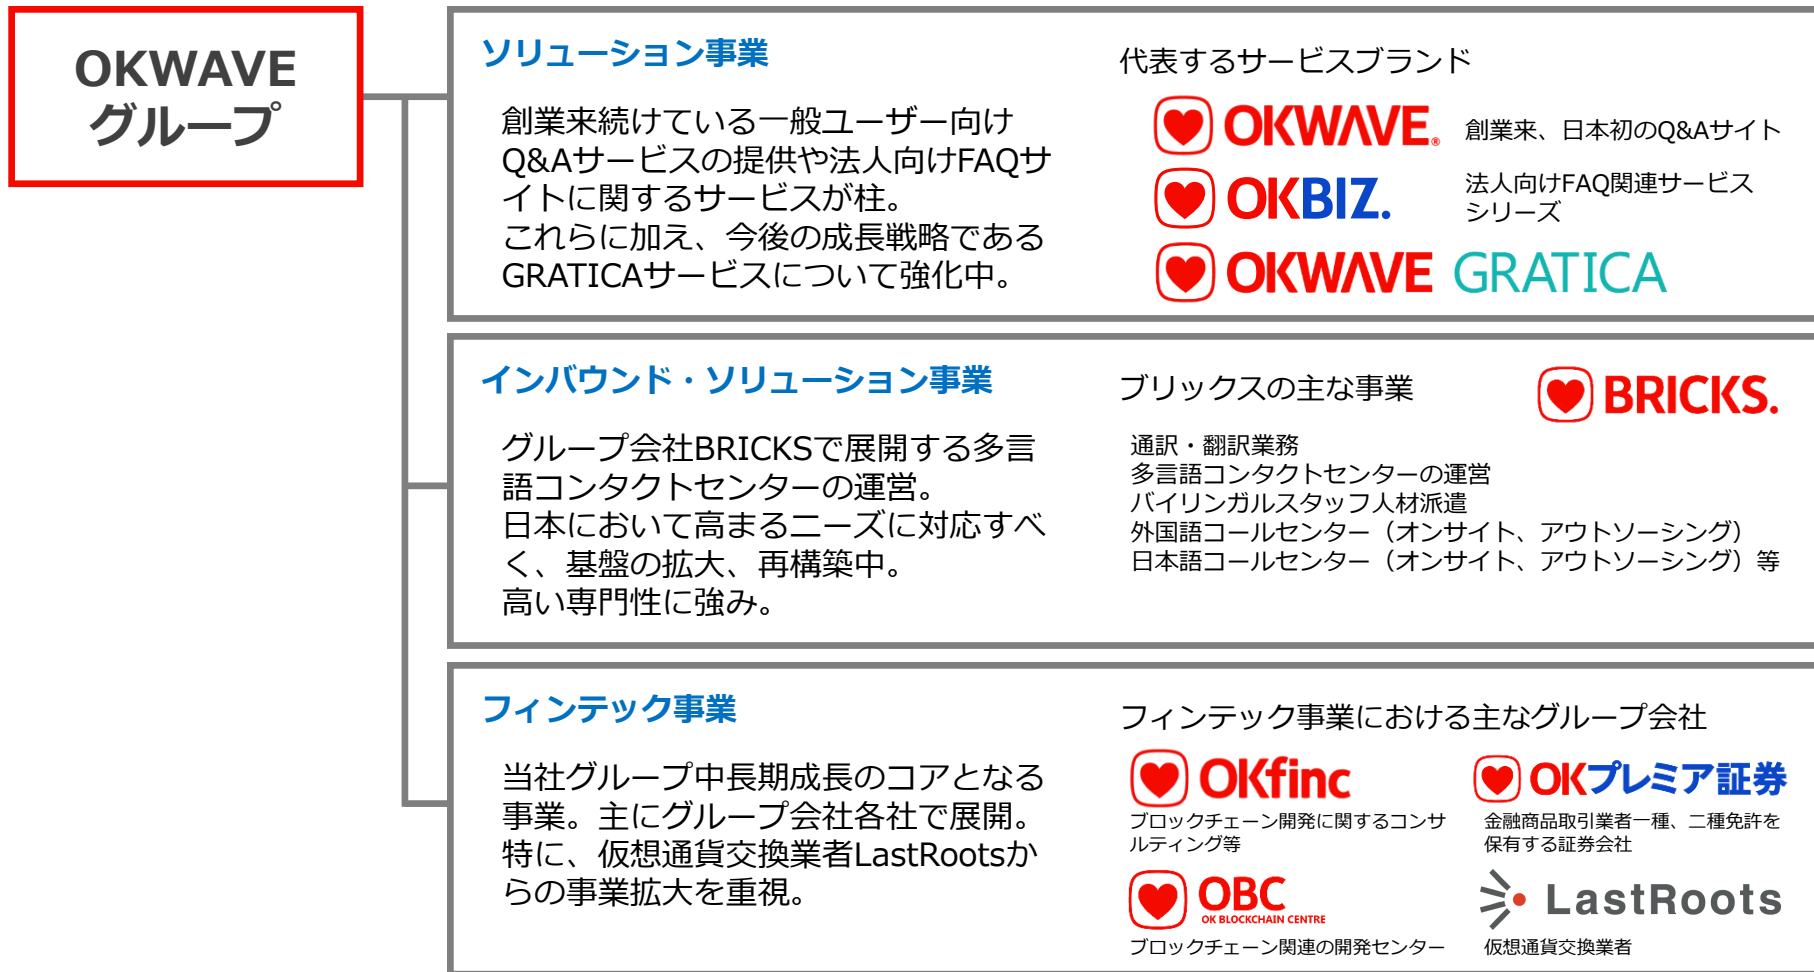 OKWAVE
グループ
ソリューション事業
創業来続けている一般ユーザー向け
Q&Aサービスの提供や法人向けFAQサ
イトに関するサービスが柱。
これらに加え、今後の成長戦略である
GRATICAサービスについて強化中。
代表するサービスブランド
OKWAVE®
創業来、日本初のQ&Aサイト
OKBIZ.
法人向けFAQ関連サービス
シリーズ
OKWAVE GRATICA
インバウンド・ソリューション事業
グループ会社BRICKSで展開する多言
語コンタクトセンターの運営。
日本において高まるニーズに対応すべ
く、基盤の拡大、再構築中。
高い専門性に強み。
ブリックスの主な事業
BRICKS.
通訳・翻訳業務
多言語コンタクトセンターの運営
バイリンガルスタッフ人材派遣
外国語コールセンター（オンサイト、アウトソーシング）
日本語コールセンター（オンサイト、アウトソーシング）等
フィンテック事業
当社グループ中長期成長のコアとなる
事業。主にグループ会社各社で展開。
特に、仮想通貨交換業者LastRootsか
らの事業拡大を重視。
フィンテック事業における主なグループ会社
OKfinc
ブロックチェーン開発に関するコンサ
ルティング等
OKプレミア証券
金融商品取引業者一種、二種免許を
保有する証券会社
OBC
OK BLOCKCHAIN CENTRE
ブロックチェーン関連の開発センター
LastRoots
仮想通貨交換業者